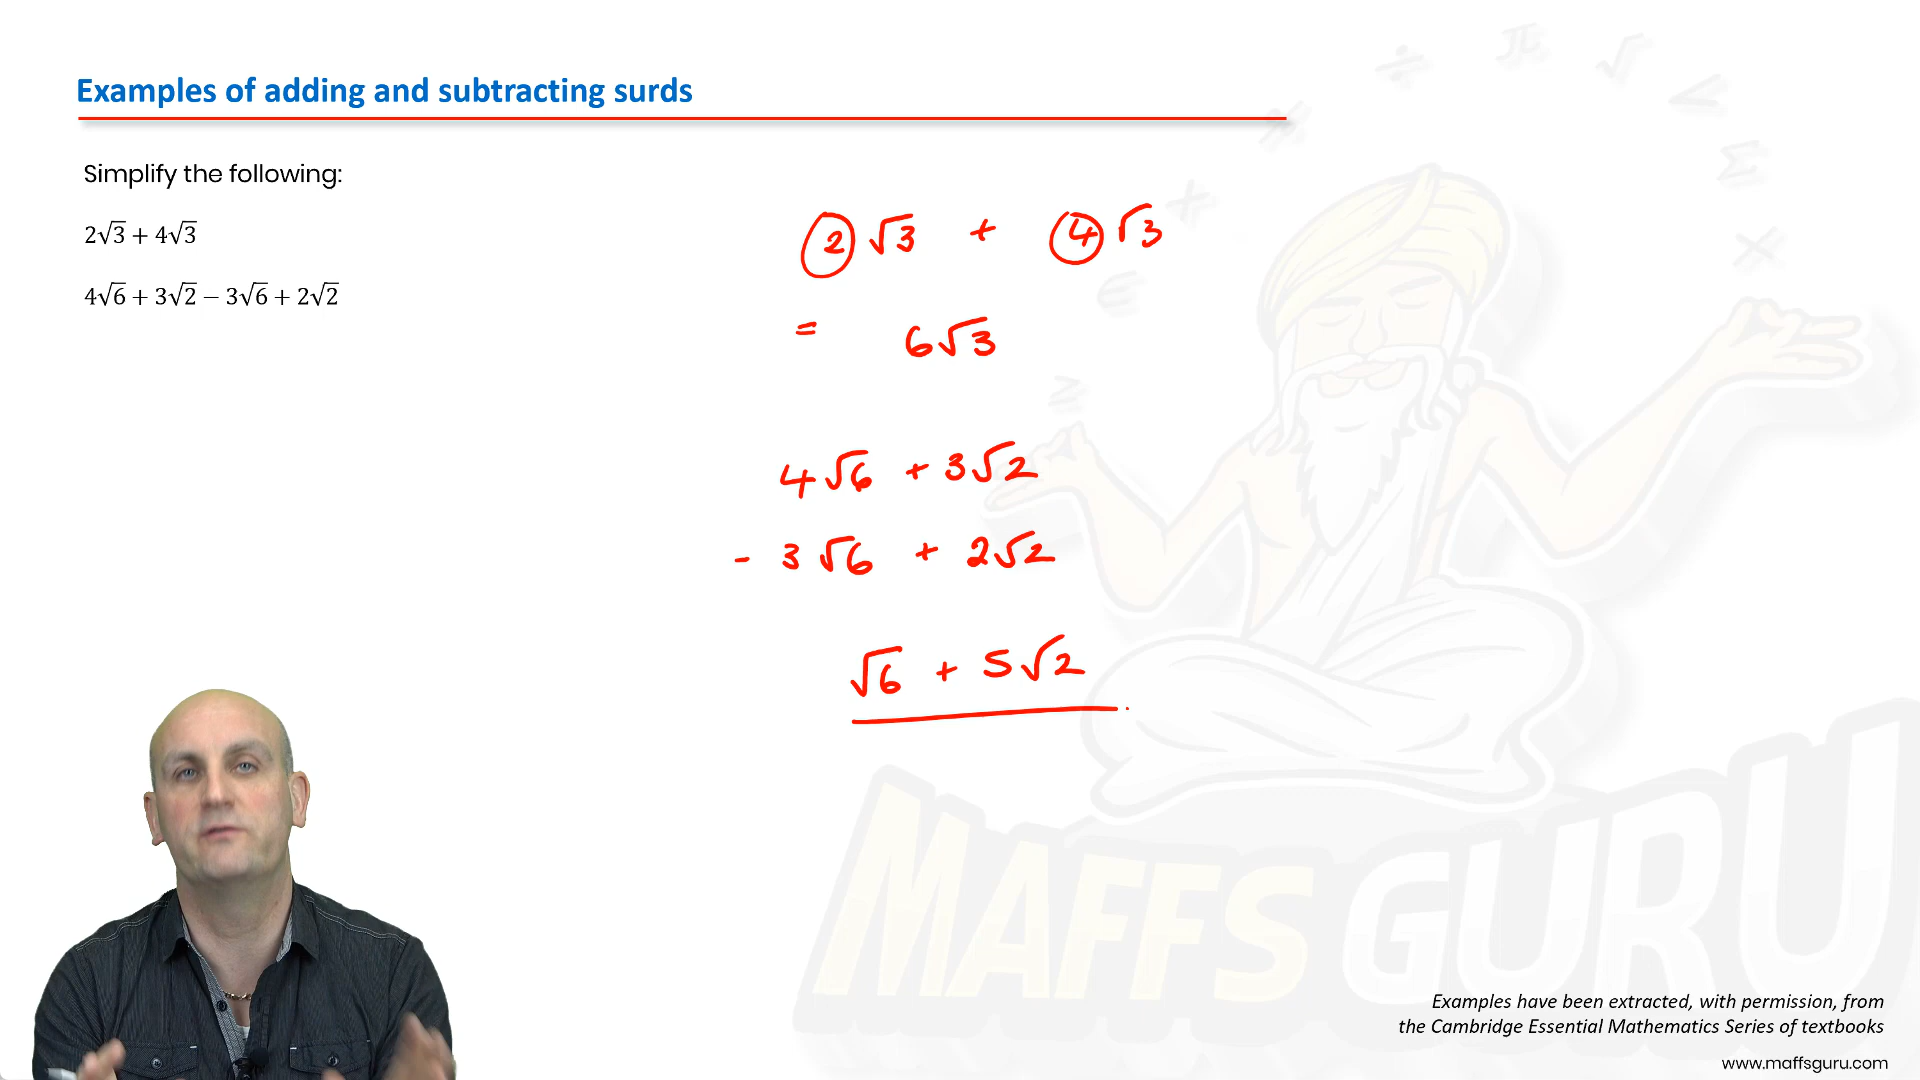 Examples of adding and subtracting surds
Simplify the following:
2√3 + 4√3
4√6 + 3√2 − 3√6 + 2√2
2√3 + 4√3
= 6√3
4√6 + 3√2
- 3√6 + 2√2
√6 + 5√2
MAFFS GURU
Examples have been extracted, with permission, from
the Cambridge Essential Mathematics Series of textbooks
www.maffsguru.com